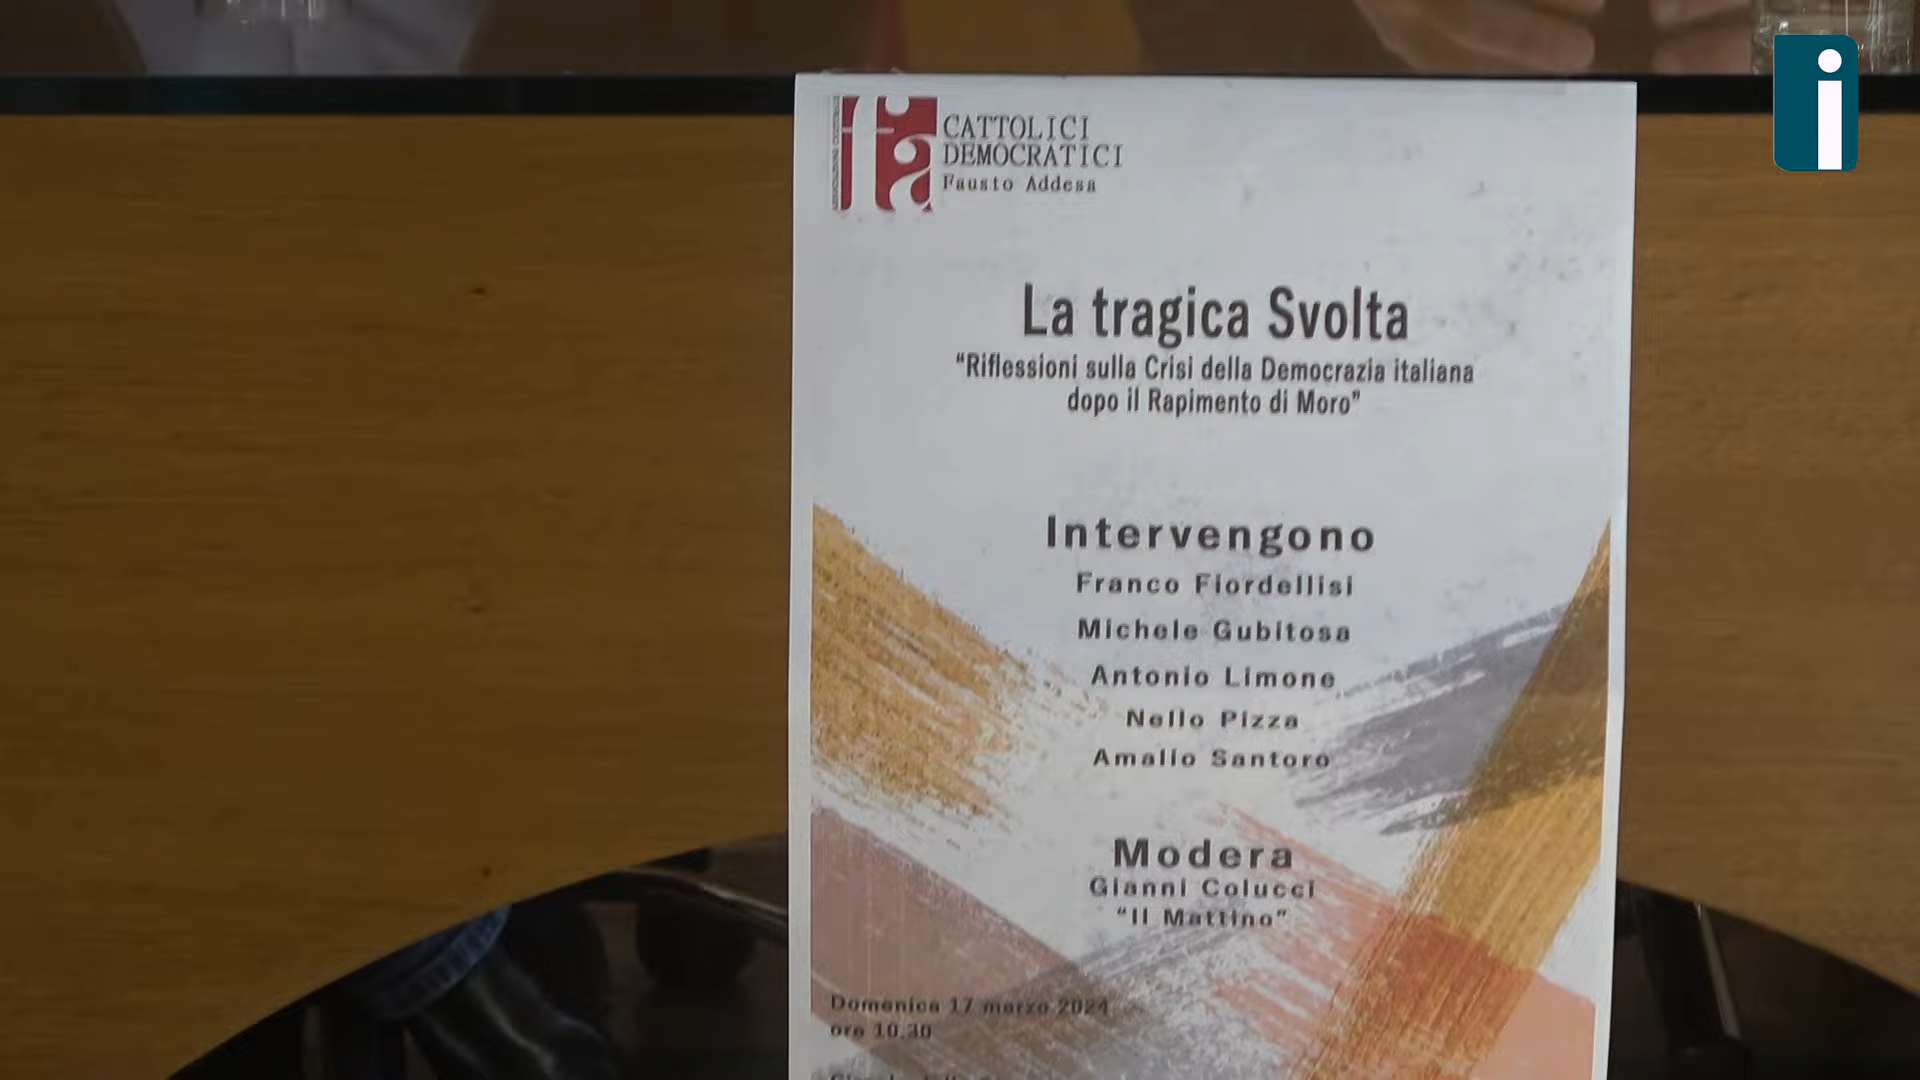 CATTOLICI
DEMOCRATICI
Fausto Addesa
La tragica Svolta
“Riflessioni sulla Crisi della Democrazia italiana
dopo il Rapimento di Moro”
Intervengono
Franco Fiordellisi
Michele Gubitosa
Antonio Limone
Nello Pizza
Amalio Santoro
Modera
Gianni Colucci
“Il Mattino”
Domenica 17 marzo 2024
ore 10.30